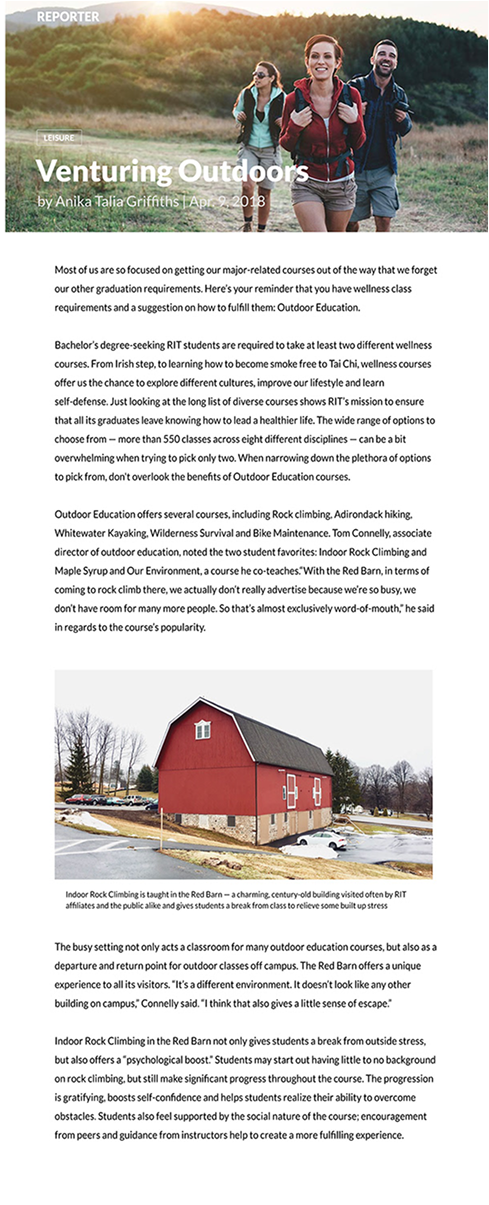 REPORTER
LEISURE
Venturing Outdoors
by Anika Talia Griffiths | Apr. 9, 2018
Most of us are so focused on getting our major-related courses out of the way that we forget
our other graduation requirements. Here's your reminder that you have wellness class
requirements and a suggestion on how to fulfill them: Outdoor Education.
Bachelor's degree-seeking RIT students are required to take at least two different wellness
courses. From Irish step, to learning how to become smoke free to Tai Chi, wellness courses
offer us the chance to explore different cultures, improve our lifestyle and learn
self-defense. Just looking at the long list of diverse courses shows RIT's mission to ensure
that all its graduates leave knowing how to lead a healthier life. The wide range of options to
choose from — more than 550 classes across eight different disciplines — can be a bit
overwhelming when trying to pick only two. When narrowing down the plethora of options
to pick from, don't overlook the benefits of Outdoor Education courses.
Outdoor Education offers several courses, including Rock climbing, Adirondack hiking,
Whitewater Kayaking, Wilderness Survival and Bike Maintenance. Tom Connelly, associate
director of outdoor education, noted the two student favorites: Indoor Rock Climbing and
Maple Syrup and Our Environment, a course he co-teaches."With the Red Barn, in terms of
coming to rock climb there, we actually don't really advertise because we're so busy, we
don't have room for many more people. So that's almost exclusively word-of-mouth," he said
in regards to the course's popularity.
Indoor Rock Climbing is taught in the Red Barn — a charming, century-old building visited often by RIT
affiliates and the public alike and gives students a break from class to relieve some built up stress
The busy setting not only acts a classroom for many outdoor education courses, but also as a
departure and return point for outdoor classes off campus. The Red Barn offers a unique
experience to all its visitors. "It's a different environment. It doesn't look like any other
building on campus," Connelly said. "I think that also gives a little sense of escape."
Indoor Rock Climbing in the Red Barn not only gives students a break from outside stress,
but also offers a "psychological boost." Students may start out having little to no background
on rock climbing, but still make significant progress throughout the course. The progression
is gratifying, boosts self-confidence and helps students realize their ability to overcome
obstacles. Students also feel supported by the social nature of the course; encouragement
from peers and guidance from instructors help to create a more fulfilling experience.